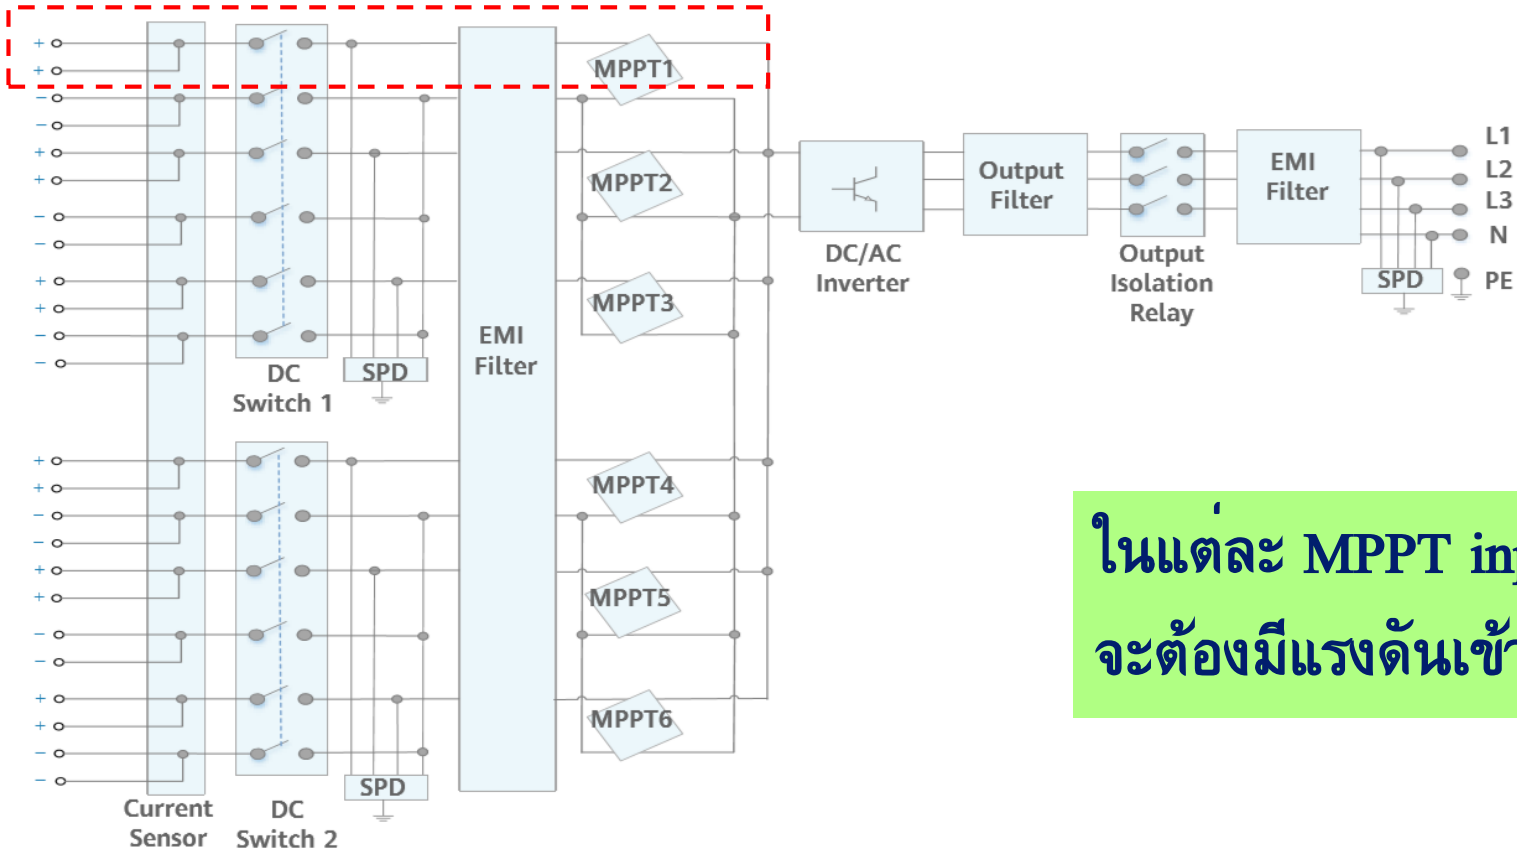 +
+
−
−
+
+
−
−
+
+
−
−
MPPT1
MPPT2
MPPT3
EMI
Filter
DC
Switch 1
SPD
+
+
−
−
+
+
−
−
+
+
−
−
MPPT4
MPPT5
MPPT6
SPD
Current
Sensor
DC
Switch 2
DC/AC
Inverter
Output
Filter
Output
Isolation
Relay
EMI
Filter
SPD
L1
L2
L3
N
PE
ในแต่ละ MPPT
จะต้องมีแรงดันเข้า